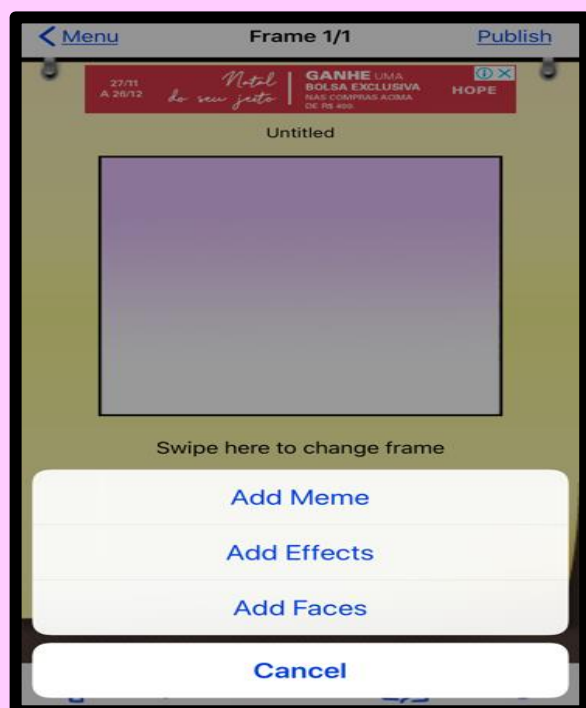 Menu
Frame 1/1
Publish
27/11
A 26/12
Natal
do seu jeito
GANHE UMA
BOLSA EXCLUSIVA
NAS COMPRAS ACIMA
DE R$ 400.
HOPE
Untitled
Swipe here to change frame
Add Meme
Add Effects
Add Faces
Cancel